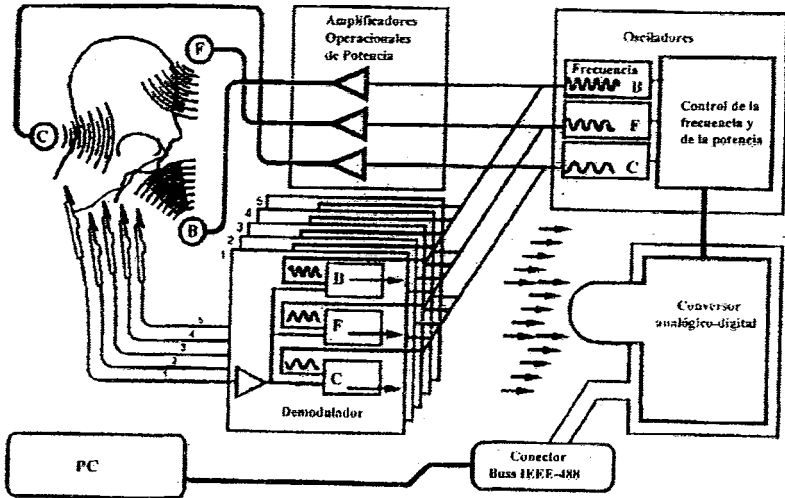 Amplificadores
Operacionales
de Potencia
Osciladores
Frecuencia
B
F
C
Control de la
frecuencia y
de la potencia
F
C
B
5
4
3
2
1
B
F
C
5
4
3
2
1
Demodulador
Conversor
analógico-digital
PC
Conector
Buss IEEE-488